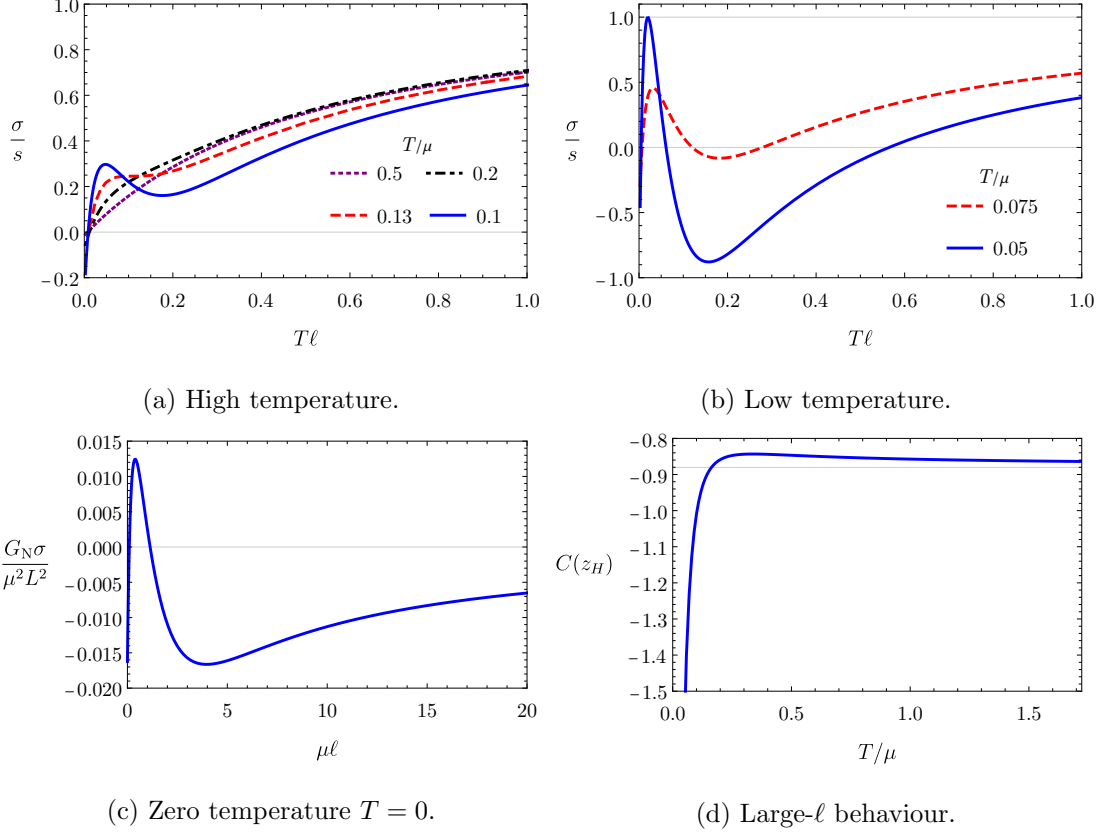 1.0
0.8
0.6
0.4
0.2
0.0
−0.2
σ/s
0.0 0.2 0.4 0.6 0.8 1.0
Tℓ
T/μ
0.5 0.2
0.13 0.1
(a) High temperature.
1.0
0.5
0.0
−0.5
−1.0
σ/s
0.0 0.2 0.4 0.6 0.8 1.0
Tℓ
T/μ
0.075
0.05
(b) Low temperature.
0.015
0.010
0.005
0.000
−0.005
−0.010
−0.015
−0.020
G_N σ
μ²L²
0 5 10 15 20
μℓ
(c) Zero temperature T = 0.
−0.8
−0.9
−1.0
−1.1
−1.2
−1.3
−1.4
−1.5
C(z_H)
0.0 0.5 1.0 1.5
T/μ
(d) Large-ℓ behaviour.